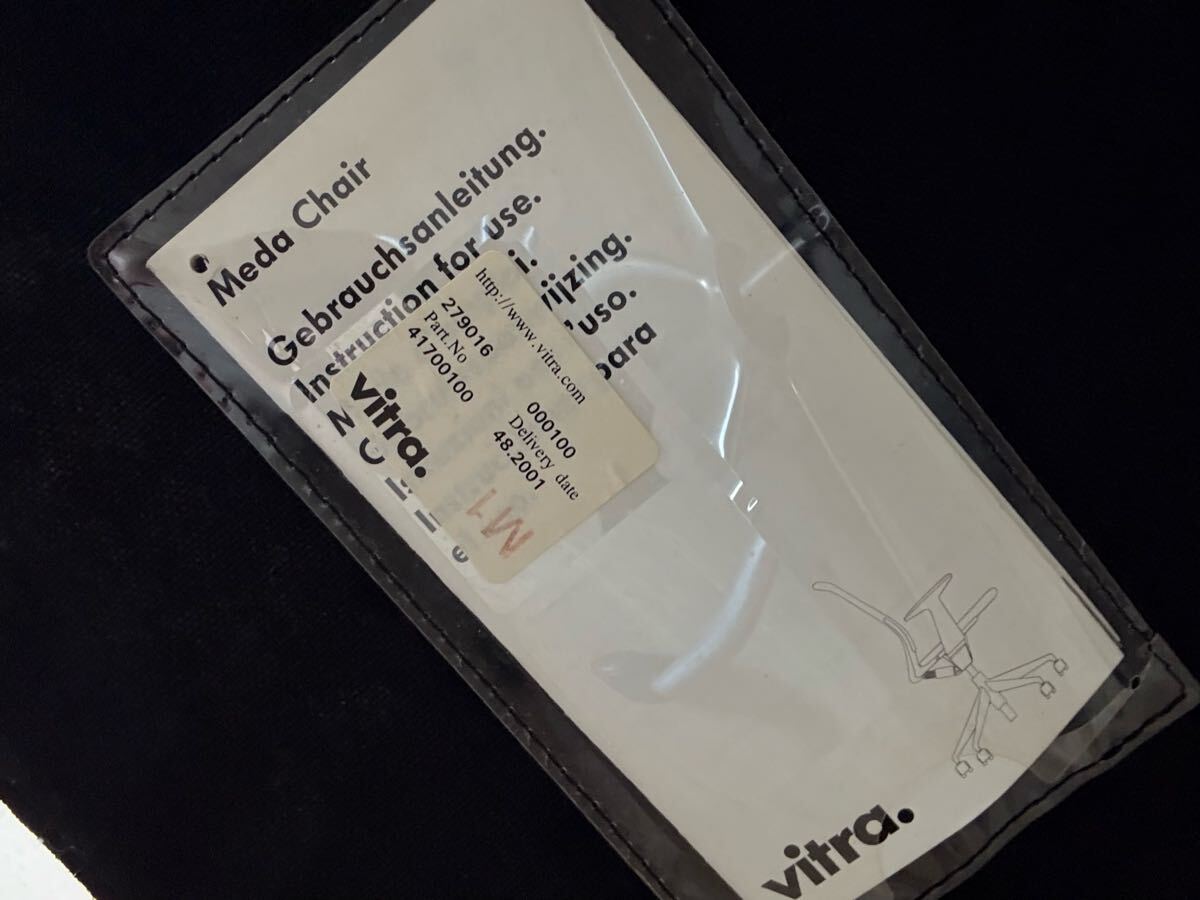 Meda Chair
Gebrauchsanleitung.
Instruction for use.
uso.
para
http://www.vitra.com
279016 000100
Part.No Delivery date
41700100 48.2001
vitra.
M1
vitra.